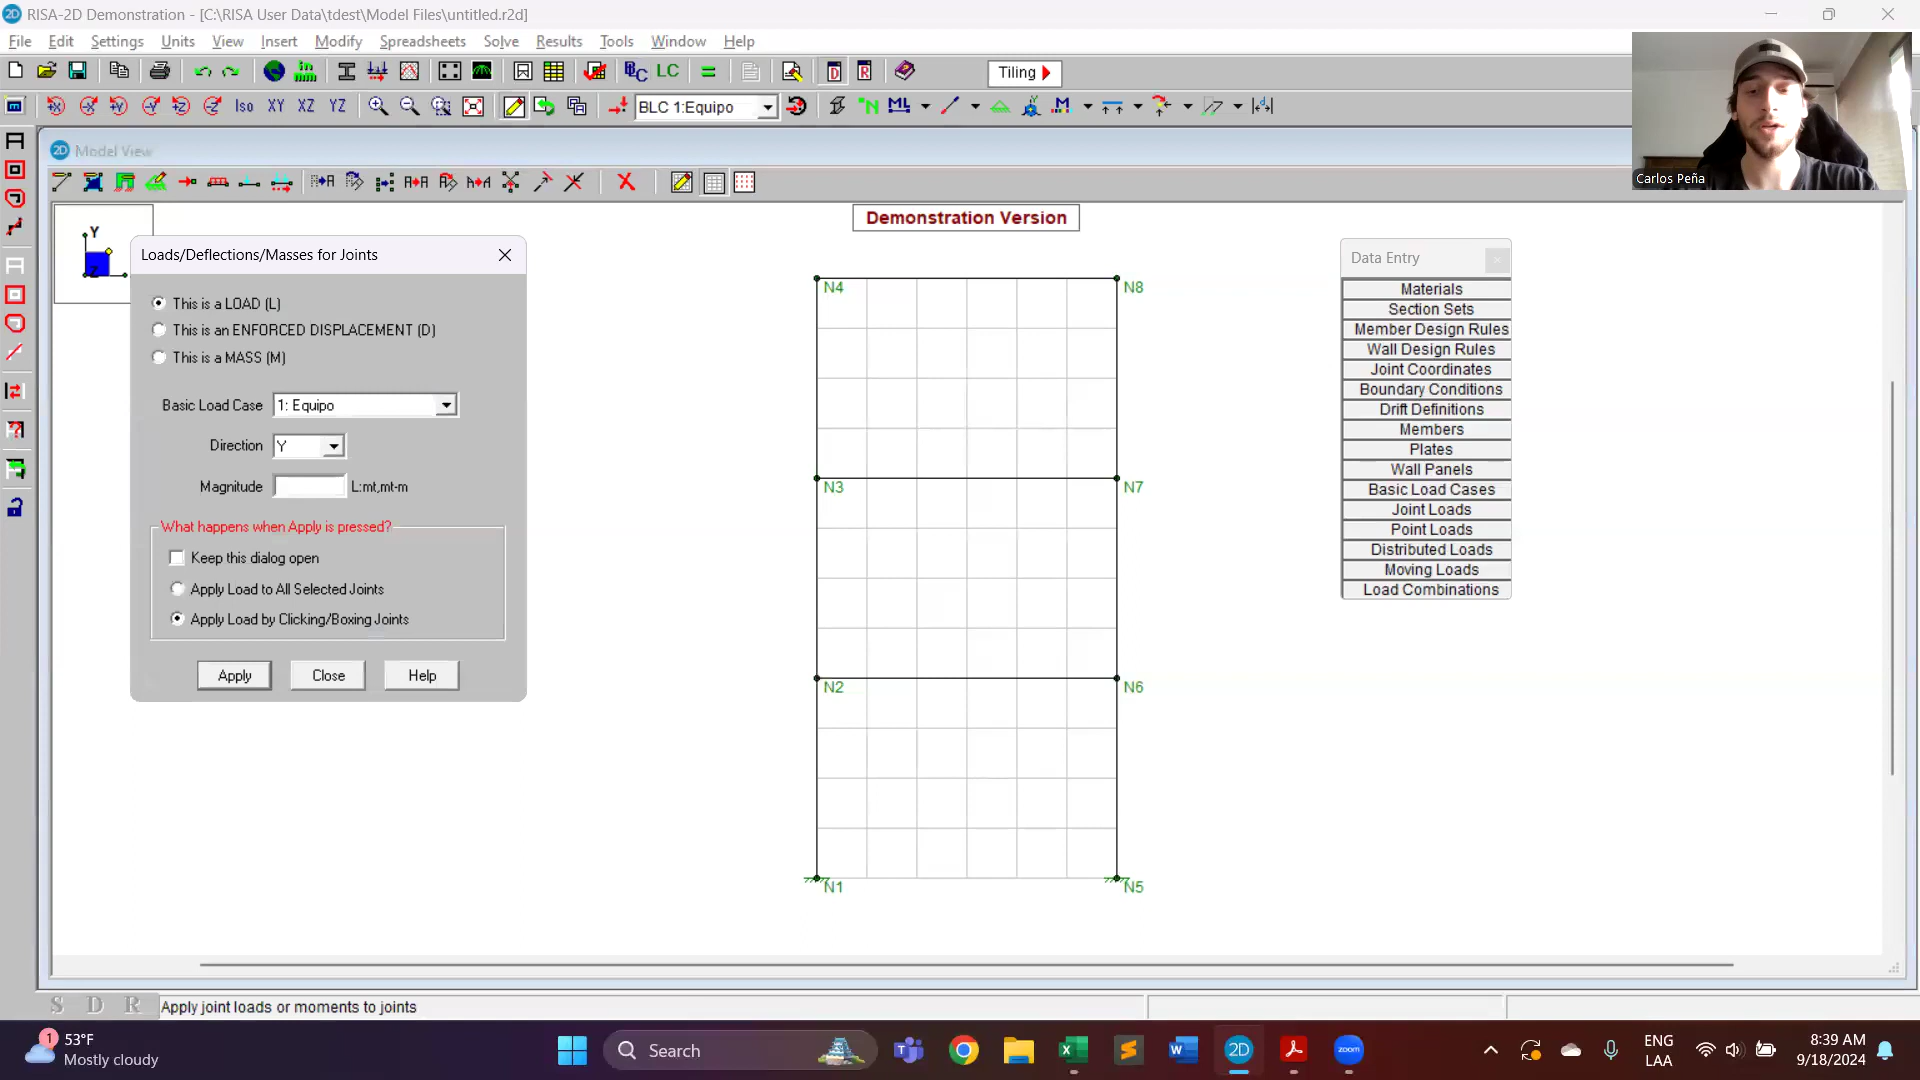 RISA-2D Demonstration - [C:\RISA User Data\tdest\Model Files\untitled.r2d]
File Edit Settings Units View Insert Modify Spreadsheets Solve Results Tools Window Help
Tiling
Iso XY XZ YZ
BLC 1:Equipo
Model View
Carlos Peña
Demonstration Version
Y
Loads/Deflections/Masses for Joints
This is a LOAD (L)
This is an ENFORCED DISPLACEMENT (D)
This is a MASS (M)
Basic Load Case 1: Equipo
Direction Y
Magnitude L:mt,mt-m
What happens when Apply is pressed?
Keep this dialog open
Apply Load to All Selected Joints
Apply Load by Clicking/Boxing Joints
Apply Close Help
N4 N8
N3 N7
N2 N6
N1 N5
Data Entry
Materials
Section Sets
Member Design Rules
Wall Design Rules
Joint Coordinates
Boundary Conditions
Drift Definitions
Members
Plates
Wall Panels
Basic Load Cases
Joint Loads
Point Loads
Distributed Loads
Moving Loads
Load Combinations
S D R Apply joint loads or moments to joints
1
53°F
Mostly cloudy
Search
2D
zoom
ENG
LAA
8:39 AM
9/18/2024